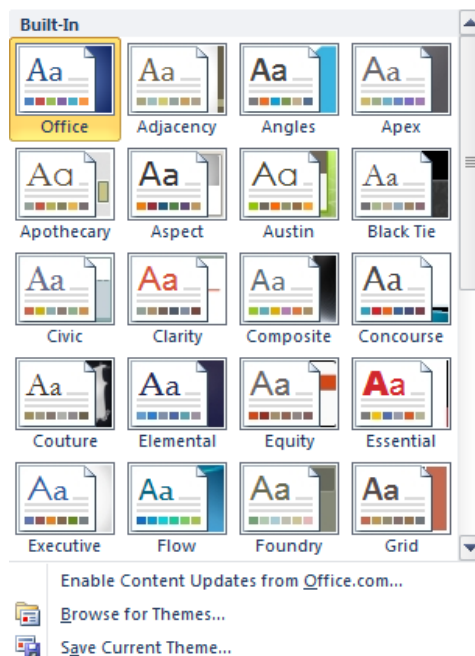 Built-In
Aa Aa Aa Aa
Office Adjacency Angles Apex
Aa Aa Aa Aa
Apothecary Aspect Austin Black Tie
Aa Aa Aa Aa
Civic Clarity Composite Concourse
Aa Aa Aa Aa
Couture Elemental Equity Essential
Aa Aa Aa Aa
Executive Flow Foundry Grid
Enable Content Updates from Office.com...
Browse for Themes...
Save Current Theme...